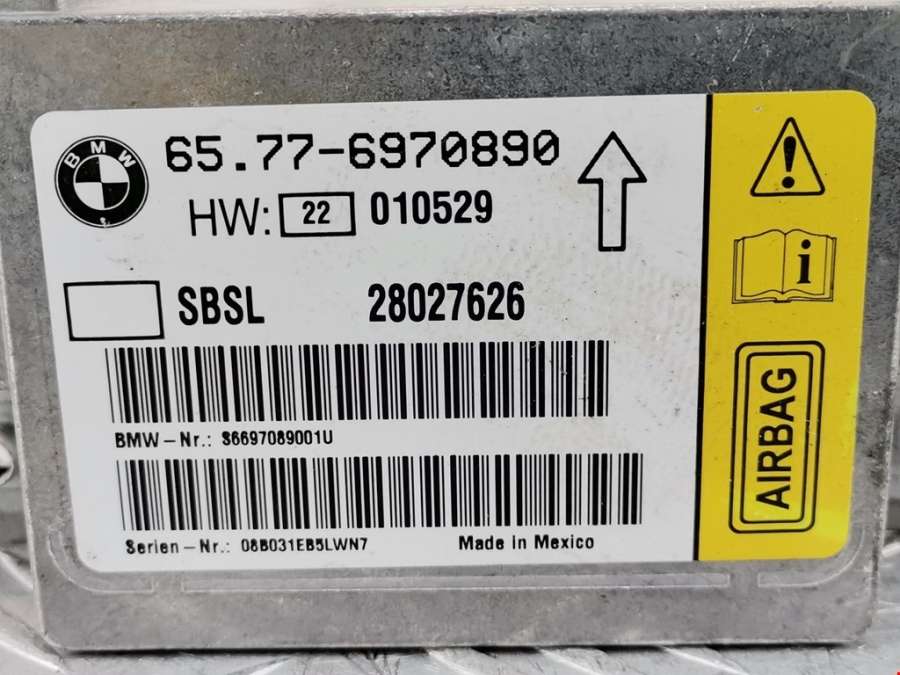 BMW
65.77-6970890
HW: 22 010529
SBSL 28027626
BMW-Nr.: S6697089001U
Serien-Nr.: 08B031EB5LWN7 Made in Mexico
!
i
AIRBAG